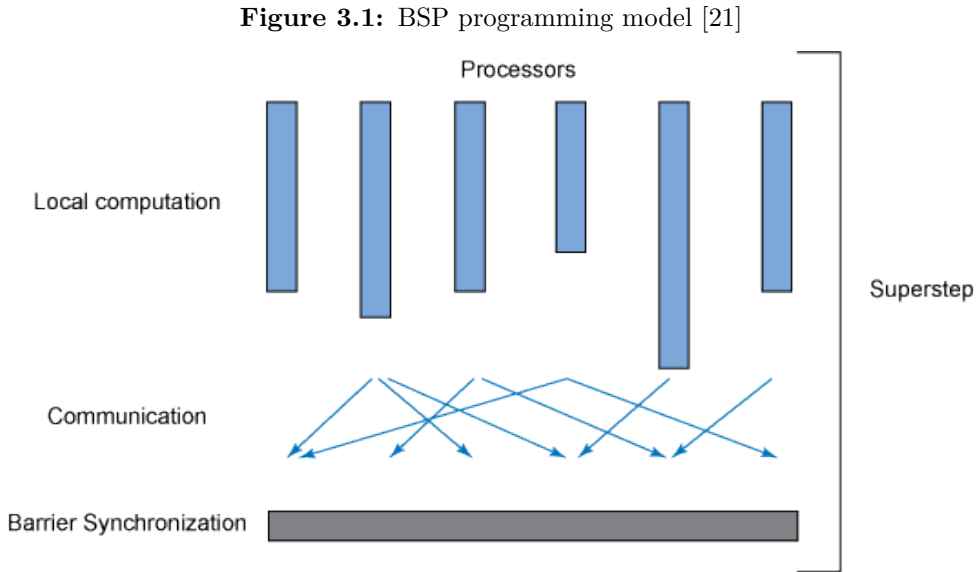 Figure 3.1: BSP programming model [21]
Processors
Local computation
Superstep
Communication
Barrier Synchronization